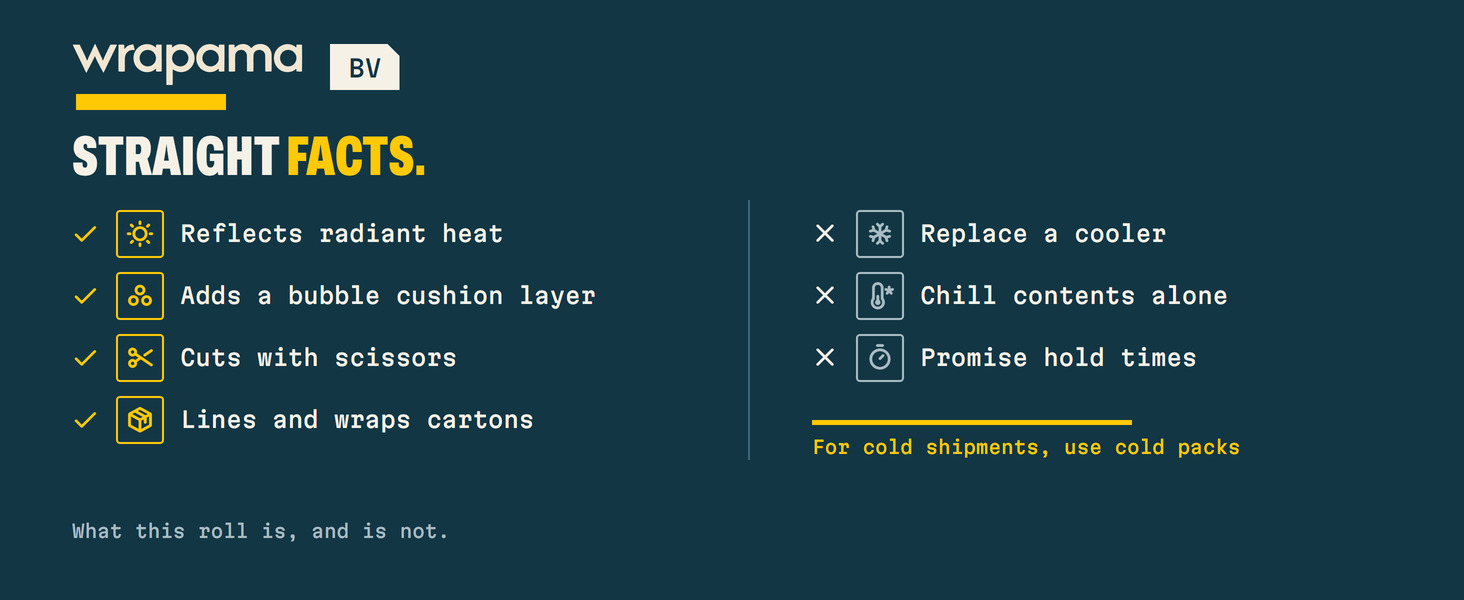 wrapama
BV
STRAIGHT FACTS.
Reflects radiant heat
Adds a bubble cushion layer
Cuts with scissors
Lines and wraps cartons
Replace a cooler
Chill contents alone
Promise hold times
For cold shipments, use cold packs
What this roll is, and is not.